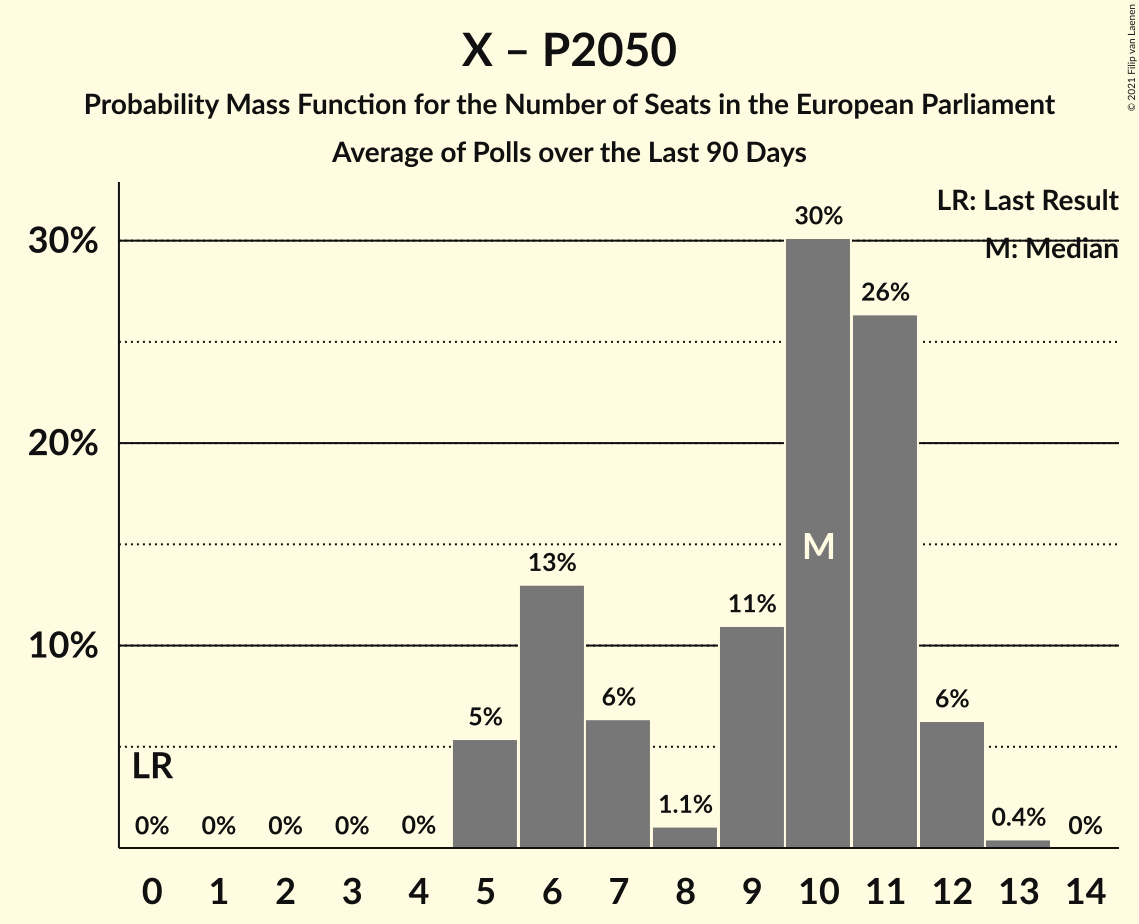 X – P2050
Probability Mass Function for the Number of Seats in the European Parliament
Average of Polls over the Last 90 Days
© 2021 Filip van Laenen
LR: Last Result
M: Median
30%
20%
10%
LR
0%
0%
0%
0%
0%
5%
13%
6%
1.1%
11%
30%
M
26%
6%
0.4%
0%
0 1 2 3 4 5 6 7 8 9 10 11 12 13 14